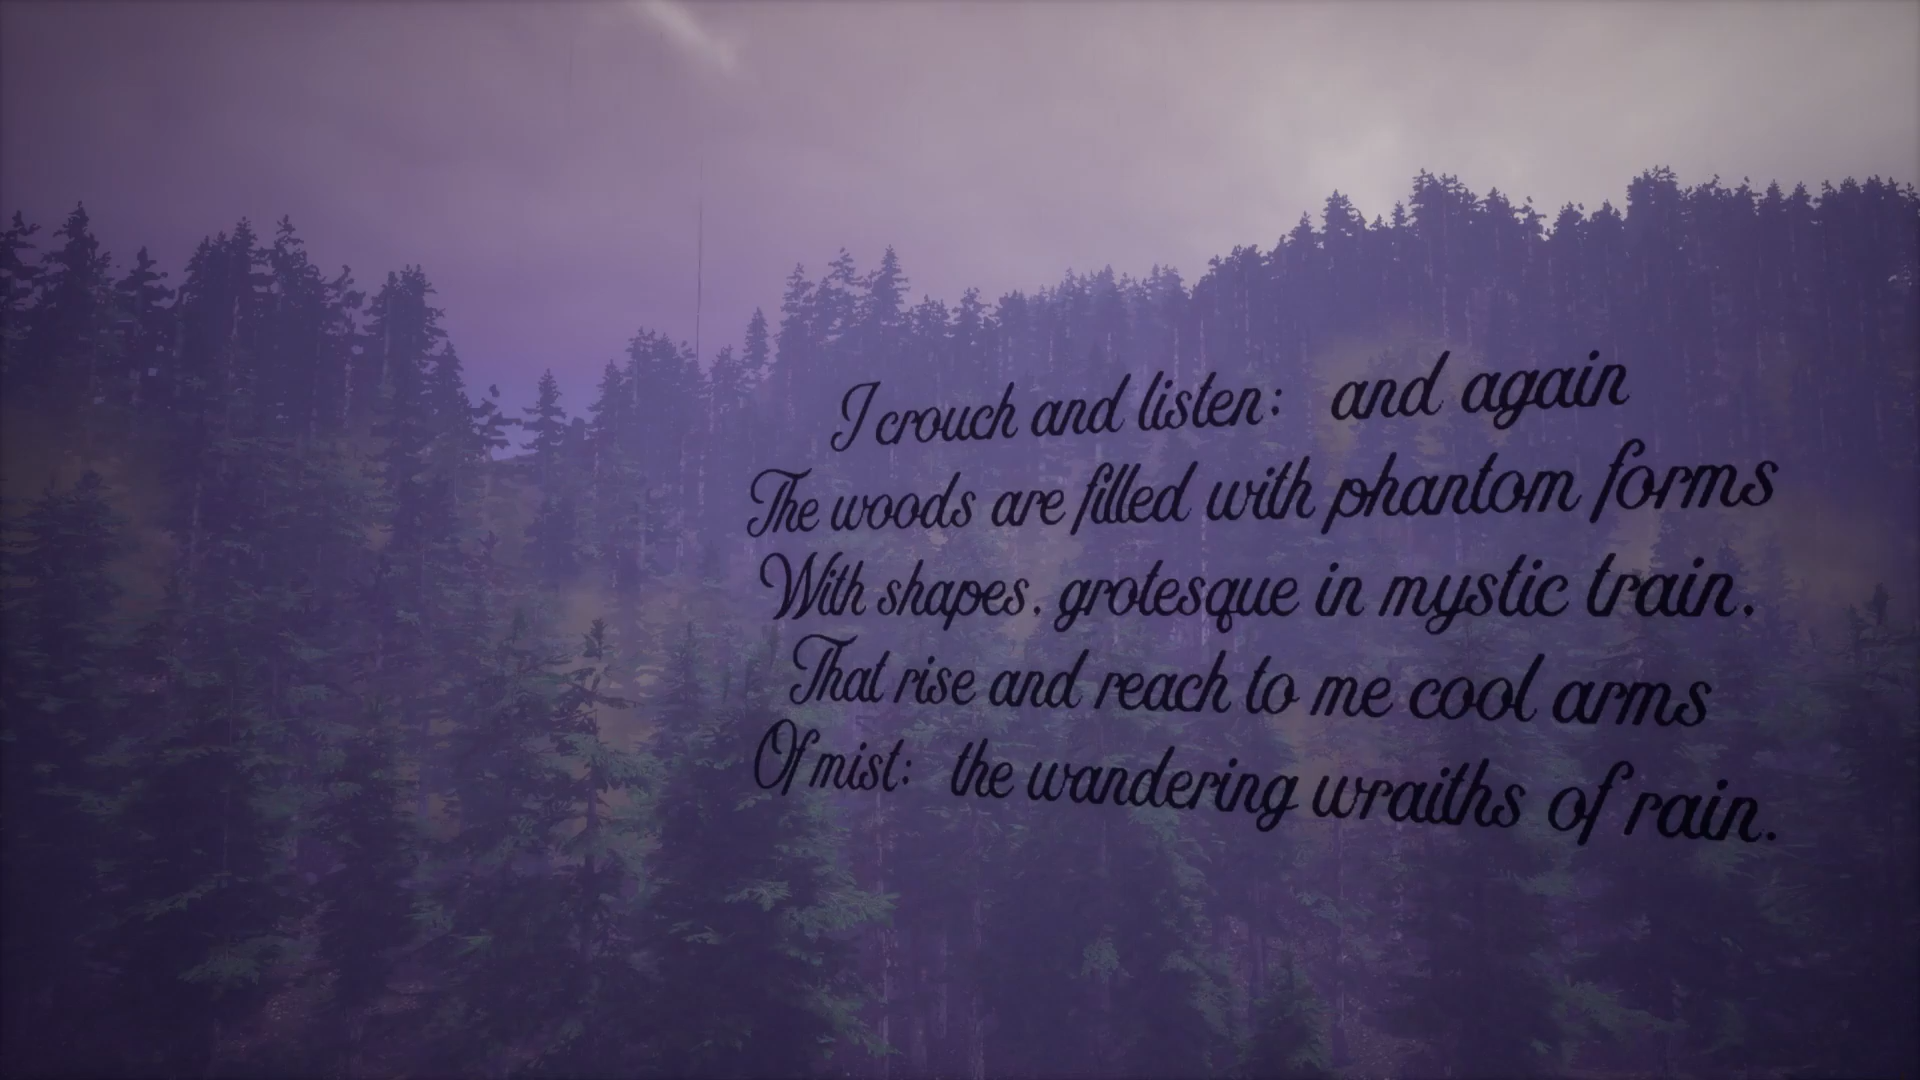 I crouch and listen: and again
The woods are filled with phantom forms
With shapes, grotesque in mystic train,
That rise and reach to me cool arms
Of mist: the wandering wraiths of rain.